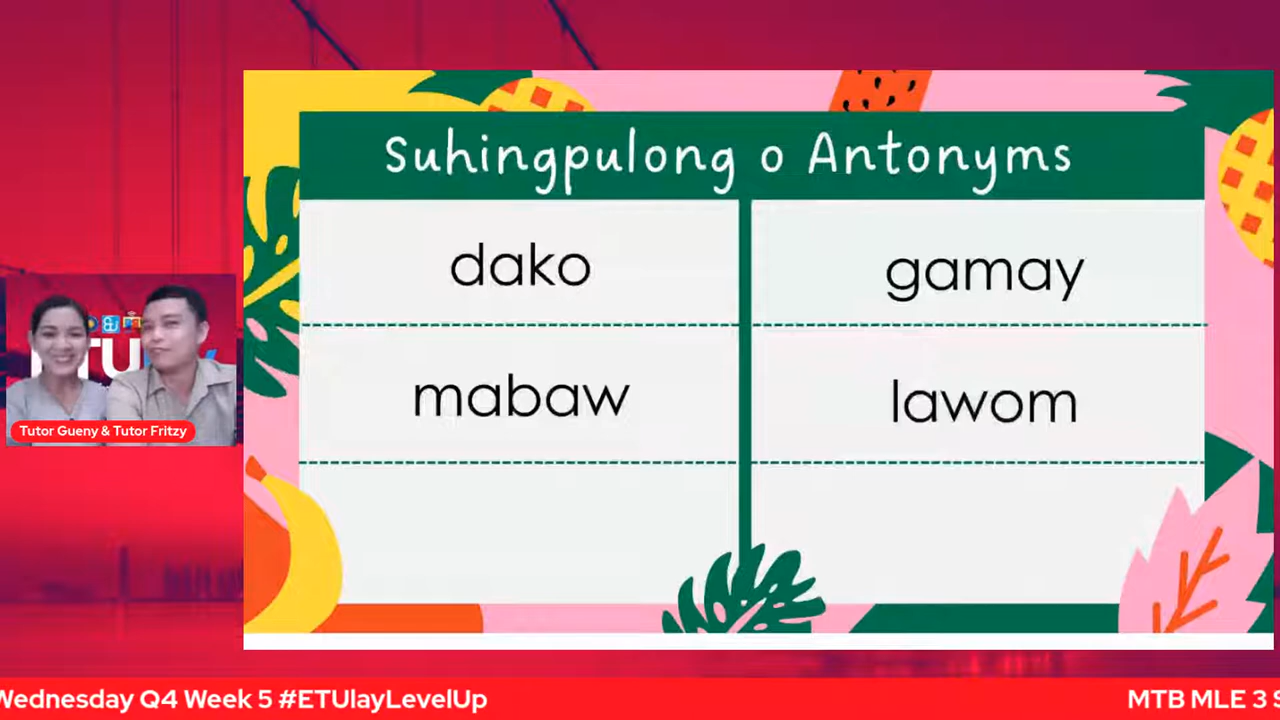 Suhingpulong o Antonyms
dako
gamay
mabaw
lawom
Tutor Gueny & Tutor Fritzy
Wednesday Q4 Week 5 #ETUlayLevelUp
MTB MLE 3